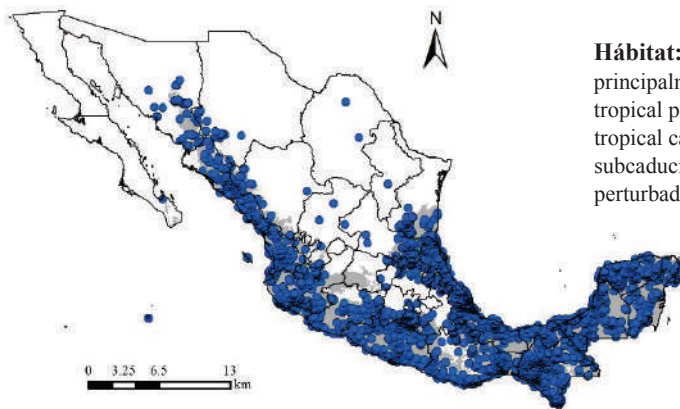 N
Hábitat:
principalm
tropical p
tropical ca
subcaduci
perturbad
0 3.25 6.5 13
km